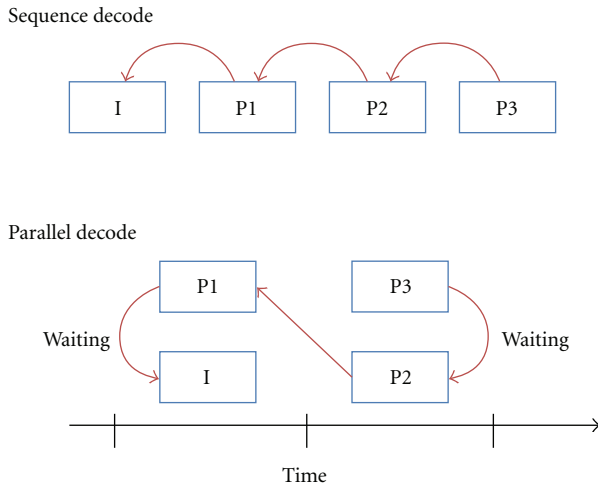 Sequence decode
I P1 P2 P3
Parallel decode
P1 P3
Waiting Waiting
I P2
Time